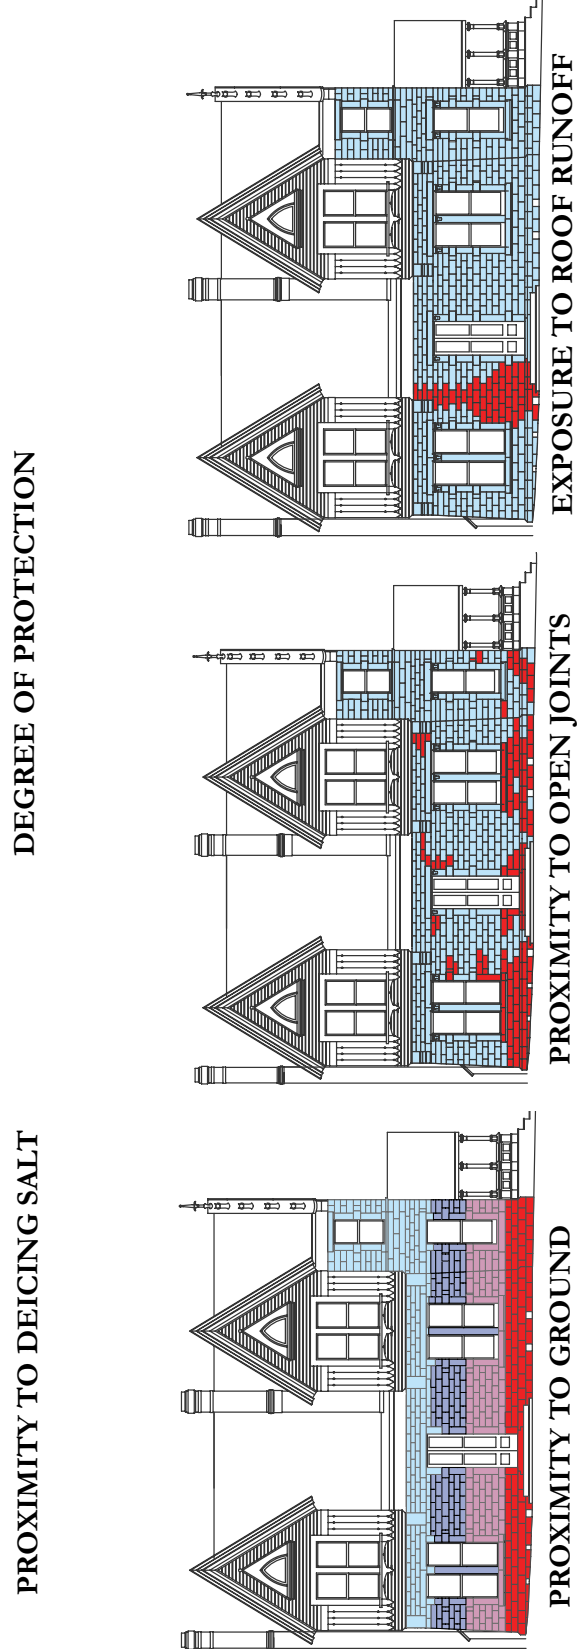 PROXIMITY TO DEICING SALT
DEGREE OF PROTECTION
PROXIMITY TO GROUND
PROXIMITY TO OPEN JOINTS
EXPOSURE TO ROOF RUNOFF